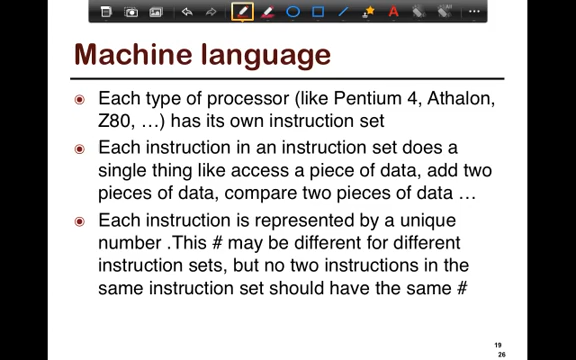 Machine language
Each type of processor (like Pentium 4, Athalon,
Z80, …) has its own instruction set
Each instruction in an instruction set does a
single thing like access a piece of data, add two
pieces of data, compare two pieces of data …
Each instruction is represented by a unique
number .This # may be different for different
instruction sets, but no two instructions in the
same instruction set should have the same #
19
26